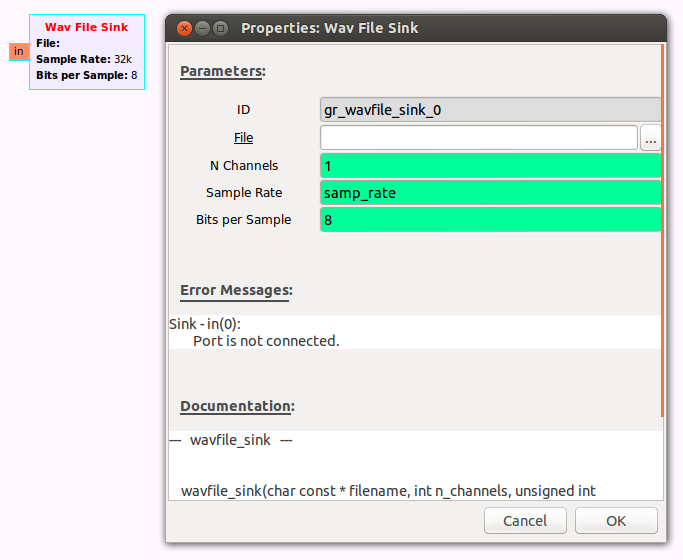 Wav File Sink
in
File:
Sample Rate: 32k
Bits per Sample: 8
Properties: Wav File Sink
Parameters:
ID gr_wavfile_sink_0
File ...
N Channels 1
Sample Rate samp_rate
Bits per Sample 8
Error Messages:
Sink - in(0):
Port is not connected.
Documentation:
--- wavfile_sink ---
wavfile_sink(char const * filename, int n_channels, unsigned int
Cancel OK